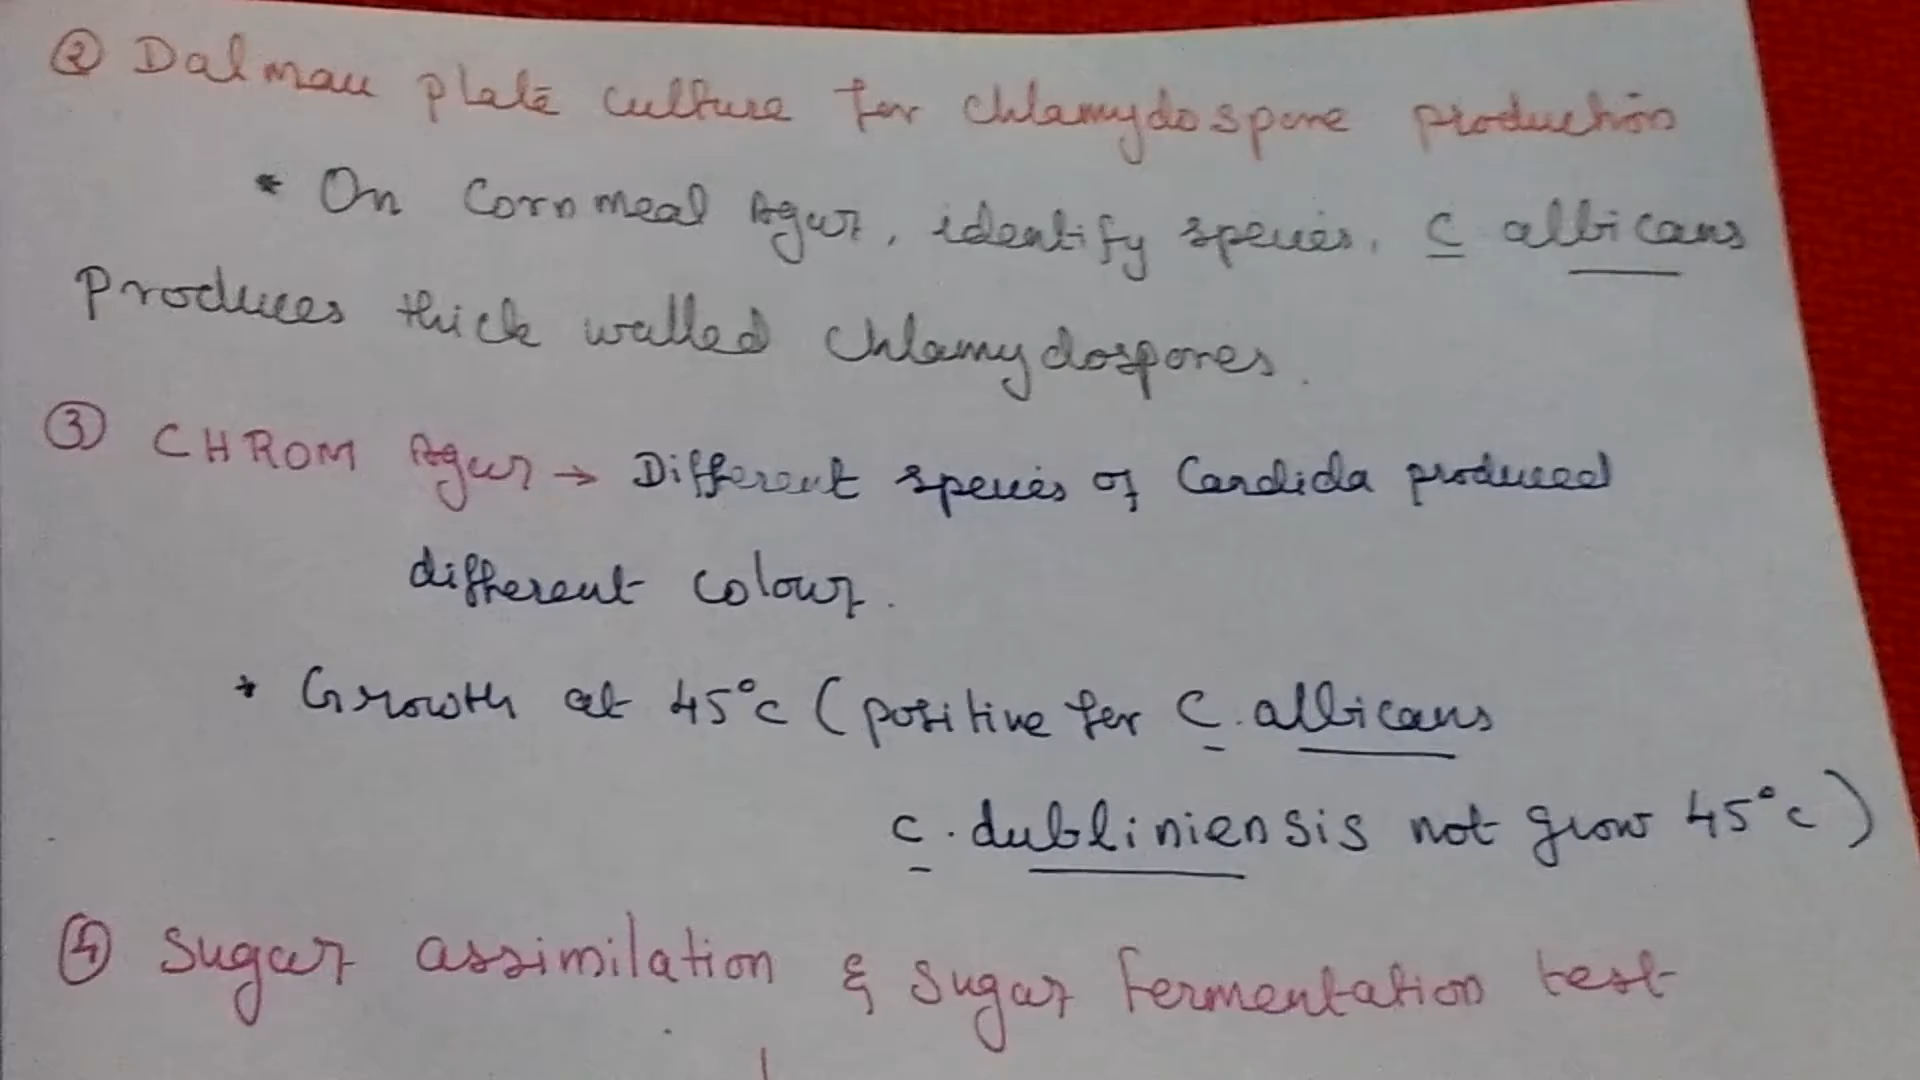 ② Dalmau plate culture for chlamydospore production
* On Corn meal Agar, identify species, C albicans
Produces thick walled Chlamydospores.
③ CHROM Agar → Different species of Candida produced
different colour.
* Growth at 45°c (positive for C. albicans
c. dubliniensis not grow 45°c)
④ Sugar assimilation & Sugar Fermentation test